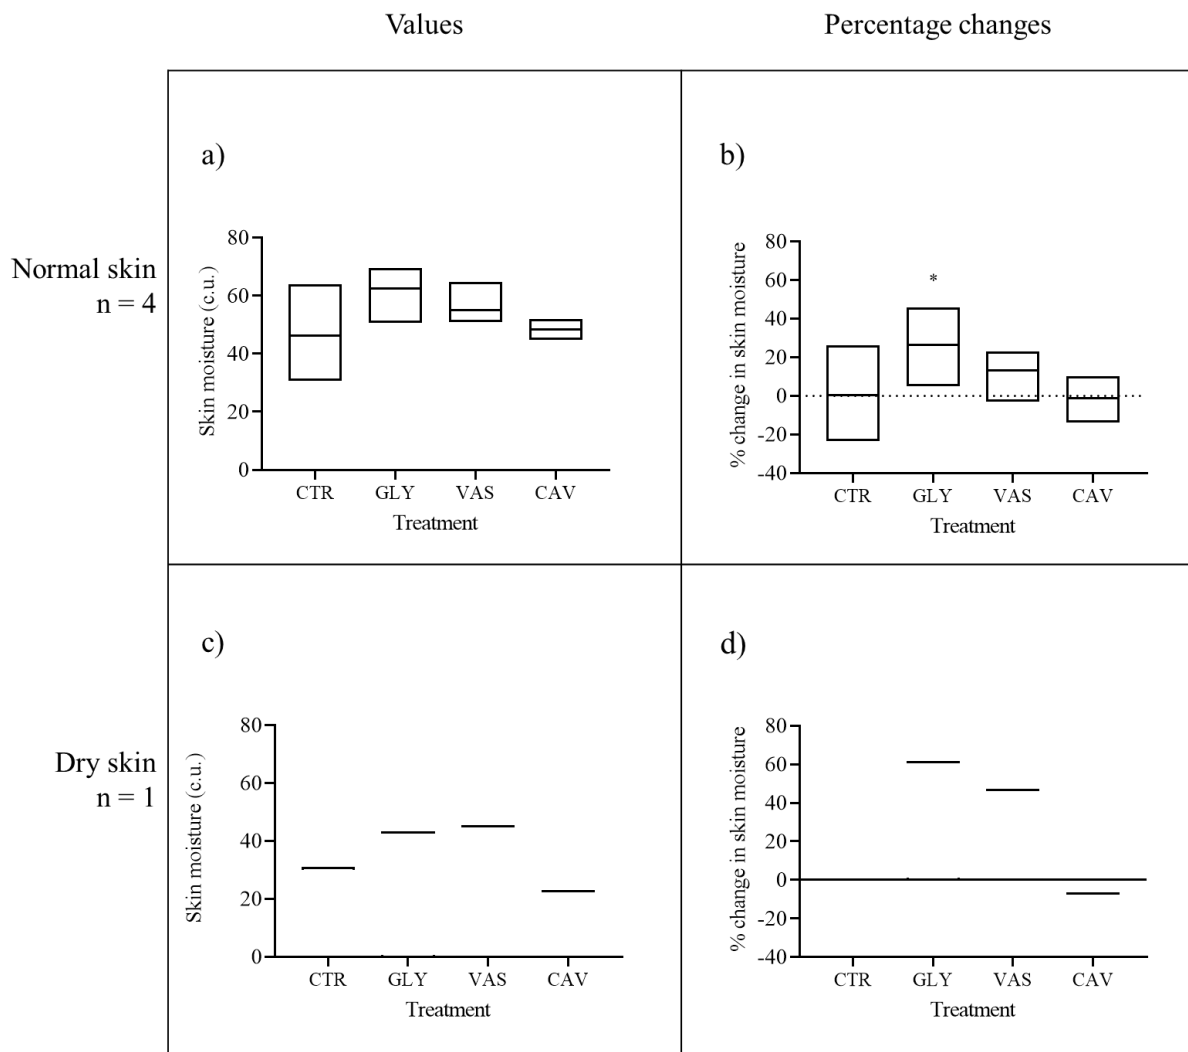 Values
Percentage changes
Normal skin
n = 4
a)
Skin moisture (c.u.)
80
60
40
20
0
CTR GLY VAS CAV
Treatment
b)
% change in skin moisture
80
60
40
20
0
-20
-40
*
CTR GLY VAS CAV
Treatment
Dry skin
n = 1
c)
Skin moisture (c.u.)
80
60
40
20
0
CTR GLY VAS CAV
Treatment
d)
% change in skin moisture
80
60
40
20
0
-20
-40
CTR GLY VAS CAV
Treatment